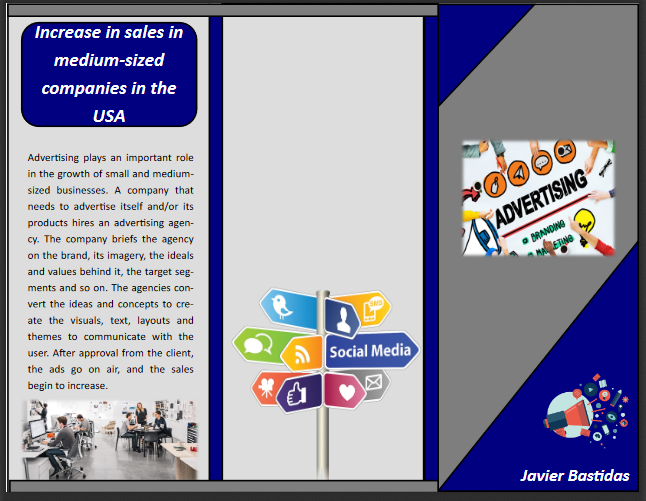 Increase in sales in
medium-sized
companies in the
USA
Advertising plays an important role
in the growth of small and medium-
sized businesses. A company that
needs to advertise itself and/or its
products hires an advertising agen-
cy. The company briefs the agency
on the brand, its imagery, the ideals
and values behind it, the target seg-
ments and so on. The agencies con-
vert the ideas and concepts to cre-
ate the visuals, text, layouts and
themes to communicate with the
user. After approval from the client,
the ads go on air, and the sales
begin to increase.
SMS
Social Media
ADVERTISING
BRANDING
MARKETING
Javier Bastidas